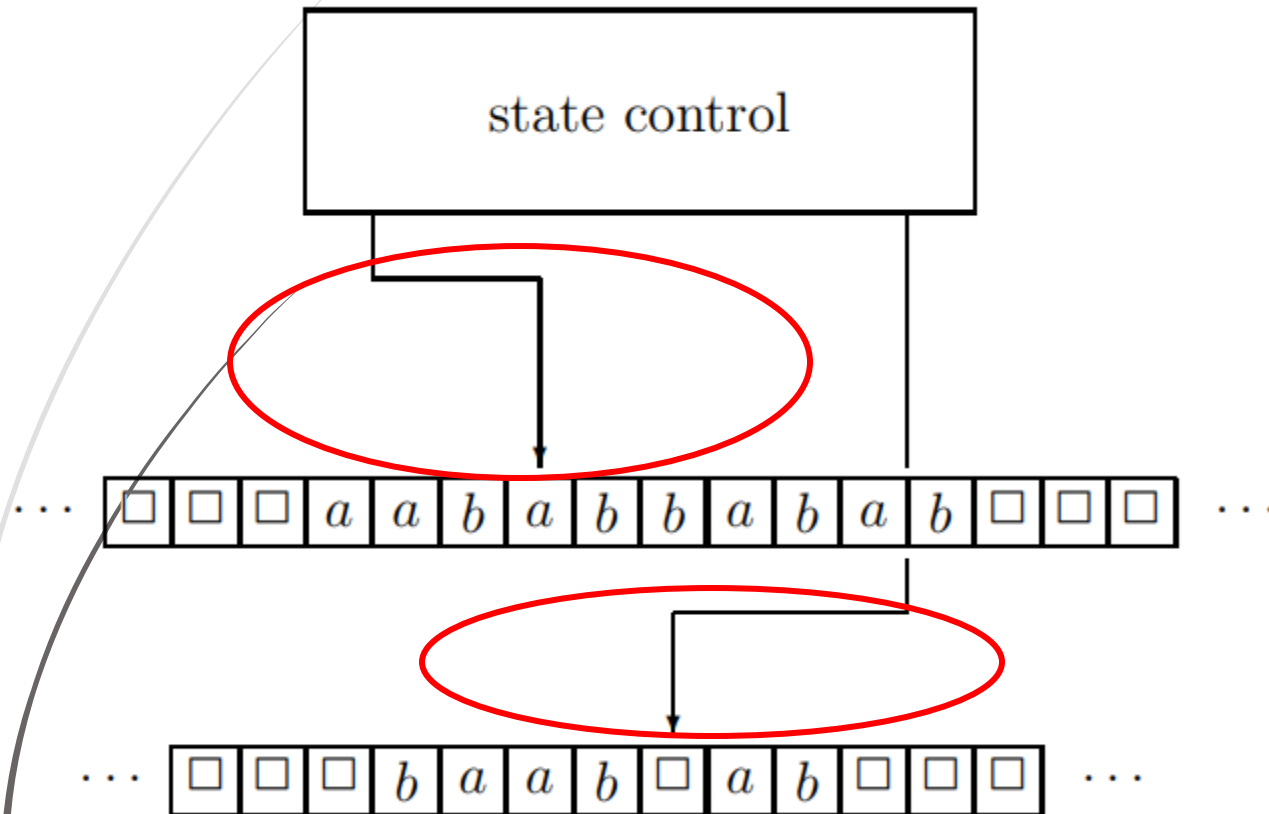 state control
· · · □ □ □ a a b a b b a b a b □ □ □ · · ·
· · · □ □ □ b a a b □ a b □ □ □ · · ·